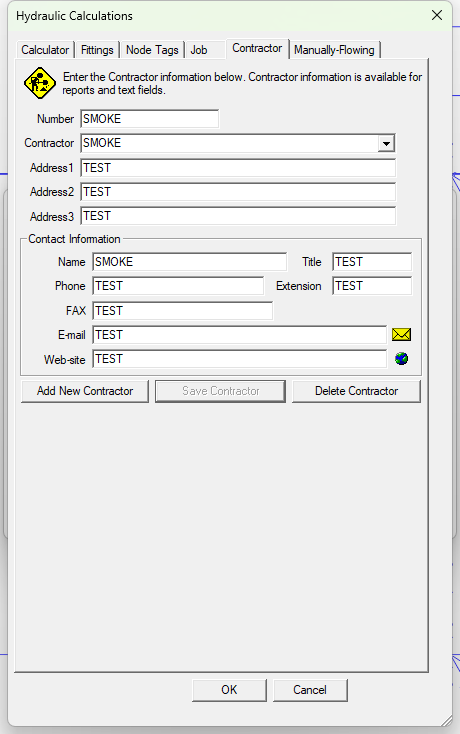 Hydraulic Calculations
Calculator Fittings Node Tags Job Contractor Manually-Flowing
Enter the Contractor information below. Contractor information is available for
reports and text fields.
Number SMOKE
Contractor SMOKE
Address1 TEST
Address2 TEST
Address3 TEST
Contact Information
Name SMOKE Title TEST
Phone TEST Extension TEST
FAX TEST
E-mail TEST
Web-site TEST
Add New Contractor Save Contractor Delete Contractor
OK Cancel